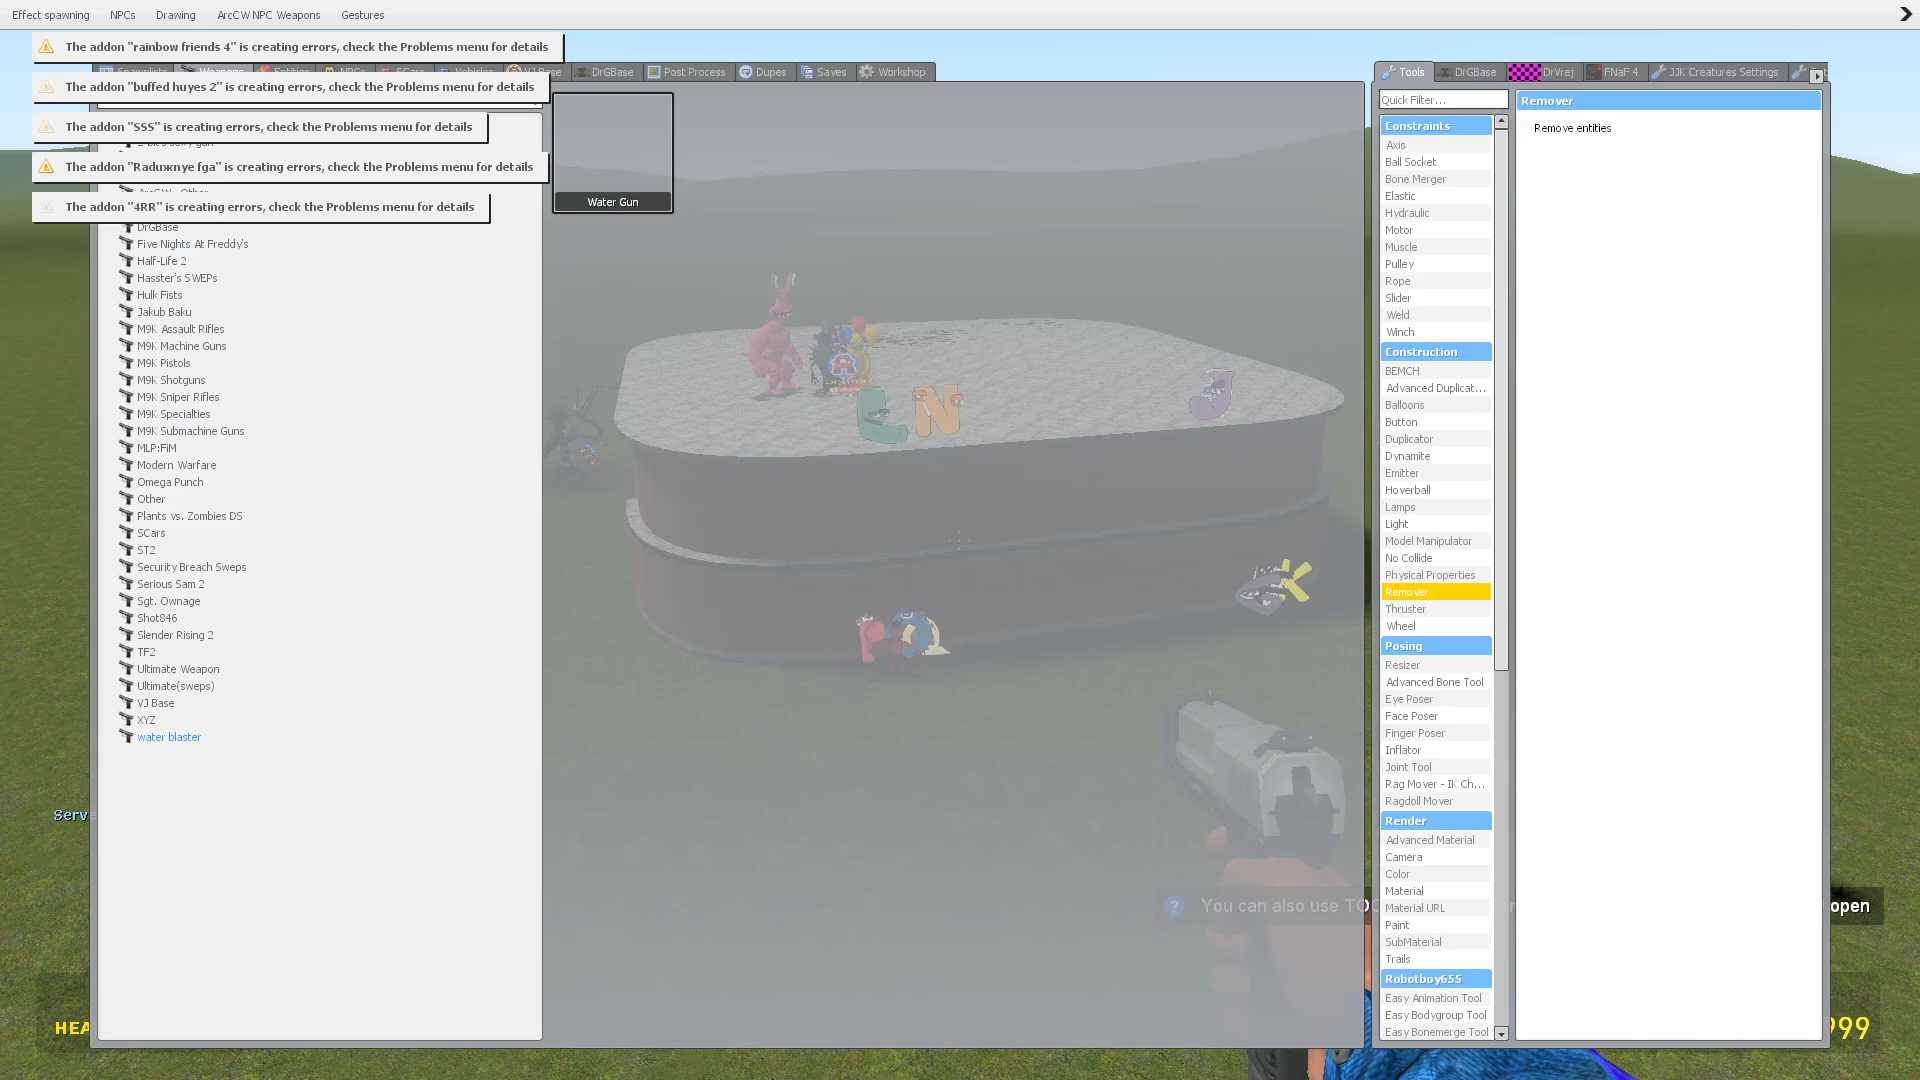 Effect spawning NPCs Drawing ArcCW NPC Weapons Gestures
The addon "rainbow friends 4" is creating errors, check the Problems menu for details
The addon "buffed huyes 2" is creating errors, check the Problems menu for details
The addon "SSS" is creating errors, check the Problems menu for details
The addon "Raduжnye fga" is creating errors, check the Problems menu for details
The addon "4RR" is creating errors, check the Problems menu for details
DrGBase Post Process Dupes Saves Workshop
DrGBase
Five Nights At Freddy's
Half-Life 2
Hasster's SWEPs
Hulk Fists
Jakub Baku
M9K Assault Rifles
M9K Machine Guns
M9K Pistols
M9K Shotguns
M9K Sniper Rifles
M9K Specialties
M9K Submachine Guns
MLP:FiM
Modern Warfare
Omega Punch
Other
Plants vs. Zombies DS
SCars
ST2
Security Breach Sweps
Serious Sam 2
Sgt. Ownage
Shot846
Slender Rising 2
TF2
Ultimate Weapon
Ultimate(sweps)
VJ Base
XYZ
water blaster
Water Gun
Serv
HEA
You can also use TOO
open
999
Tools DrGBase DrVrej FNaF 4 JJK Creatures Settings
Quick Filter...
Constraints
Axis
Ball Socket
Bone Merger
Elastic
Hydraulic
Motor
Muscle
Pulley
Rope
Slider
Weld
Winch
Construction
BEMCH
Advanced Duplicat...
Balloons
Button
Duplicator
Dynamite
Emitter
Hoverball
Lamps
Light
Model Manipulator
No Collide
Physical Properties
Remover
Thruster
Wheel
Posing
Resizer
Advanced Bone Tool
Eye Poser
Face Poser
Finger Poser
Inflator
Joint Tool
Rag Mover - IK Ch...
Ragdoll Mover
Render
Advanced Material
Camera
Color
Material
Material URL
Paint
SubMaterial
Trails
Robotboy655
Easy Animation Tool
Easy Bodygroup Tool
Easy Bonemerge Tool
Remover
Remove entities